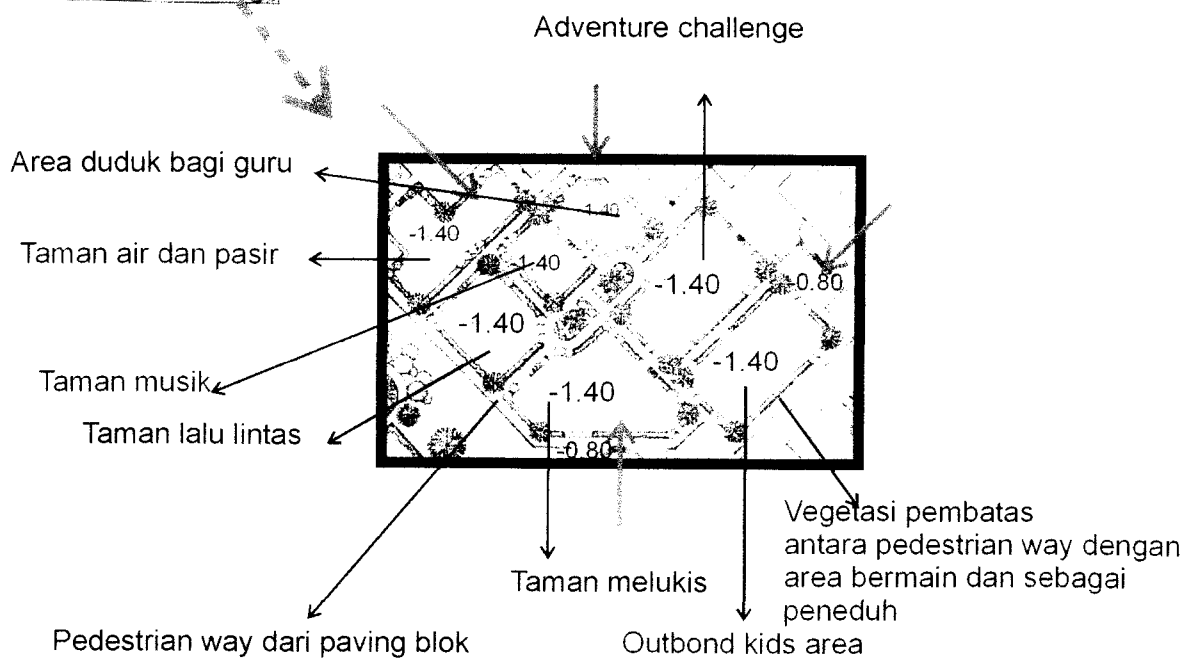 Adventure challenge
Area duduk bagi guru
-1.40
-1.40
Taman air dan pasir
-1.40
-1.40
-0.80
-1.40
-1.40
Taman musik
-1.40
Taman lalu lintas
-0.80
Vegetasi pembatas
antara pedestrian way dengan
area bermain dan sebagai
peneduh
Taman melukis
Pedestrian way dari paving blok
Outbond kids area